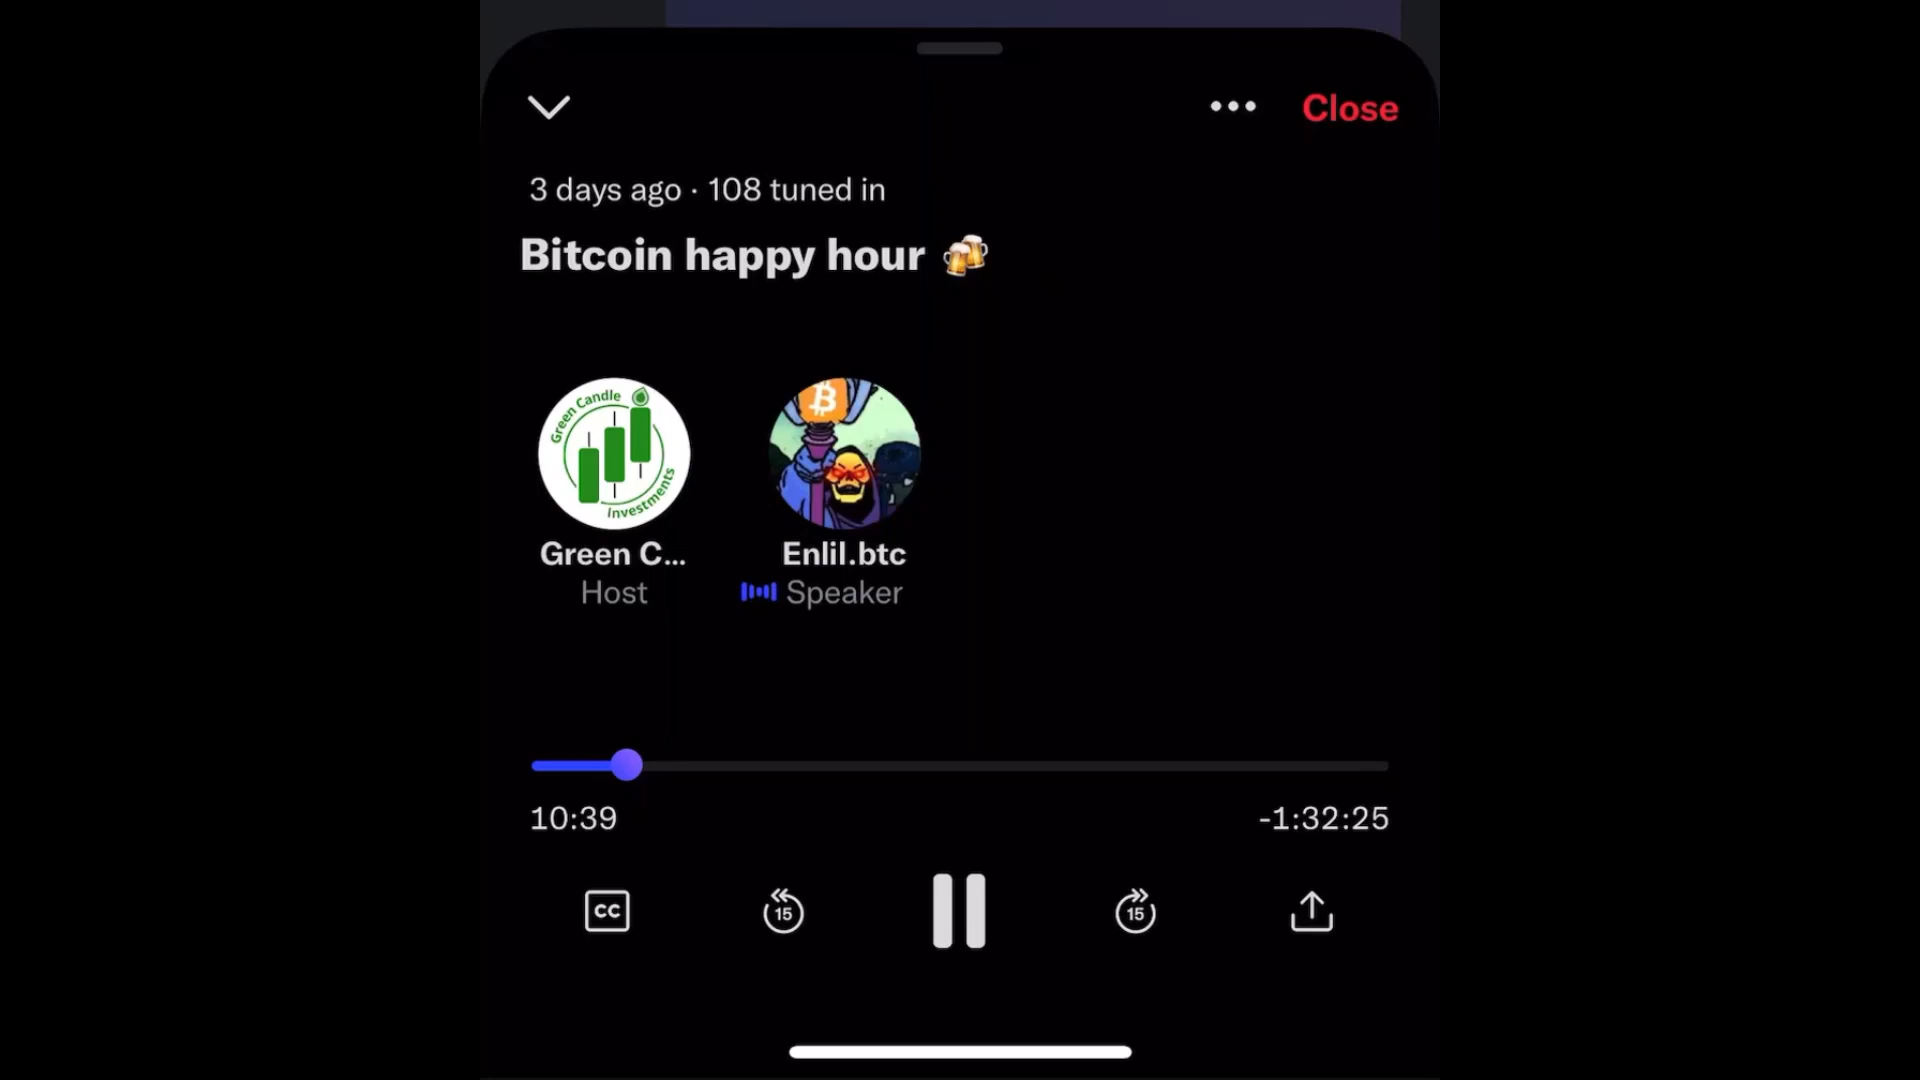 Close
3 days ago · 108 tuned in
Bitcoin happy hour 🍻
Green Candle
Investments
Green C...
Host
Enlil.btc
Speaker
10:39
-1:32:25
CC
15
15